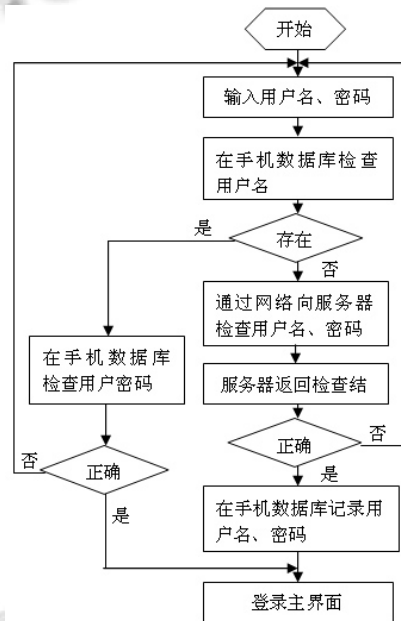 开始
输入用户名、密码
在手机数据库检查
用户名
是
存在
否
通过网络向服务器
检查用户名、密码
在手机数据库
检查用户密码
服务器返回检查结
否
正确
是
正确
否
是
在手机数据库记录用
户名、密码
登录主界面